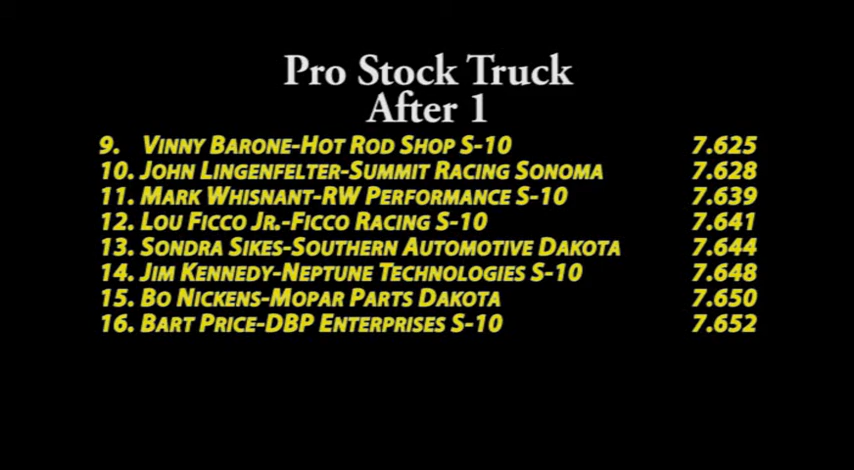 Pro Stock Truck
After 1
9. Vinny Barone-Hot Rod Shop S-10 7.625
10. John Lingenfelter-Summit Racing Sonoma 7.628
11. Mark Whisnant-RW Performance S-10 7.639
12. Lou Ficco Jr.-Ficco Racing S-10 7.641
13. Sondra Sikes-Southern Automotive Dakota 7.644
14. Jim Kennedy-Neptune Technologies S-10 7.648
15. Bo Nickens-Mopar Parts Dakota 7.650
16. Bart Price-DBP Enterprises S-10 7.652